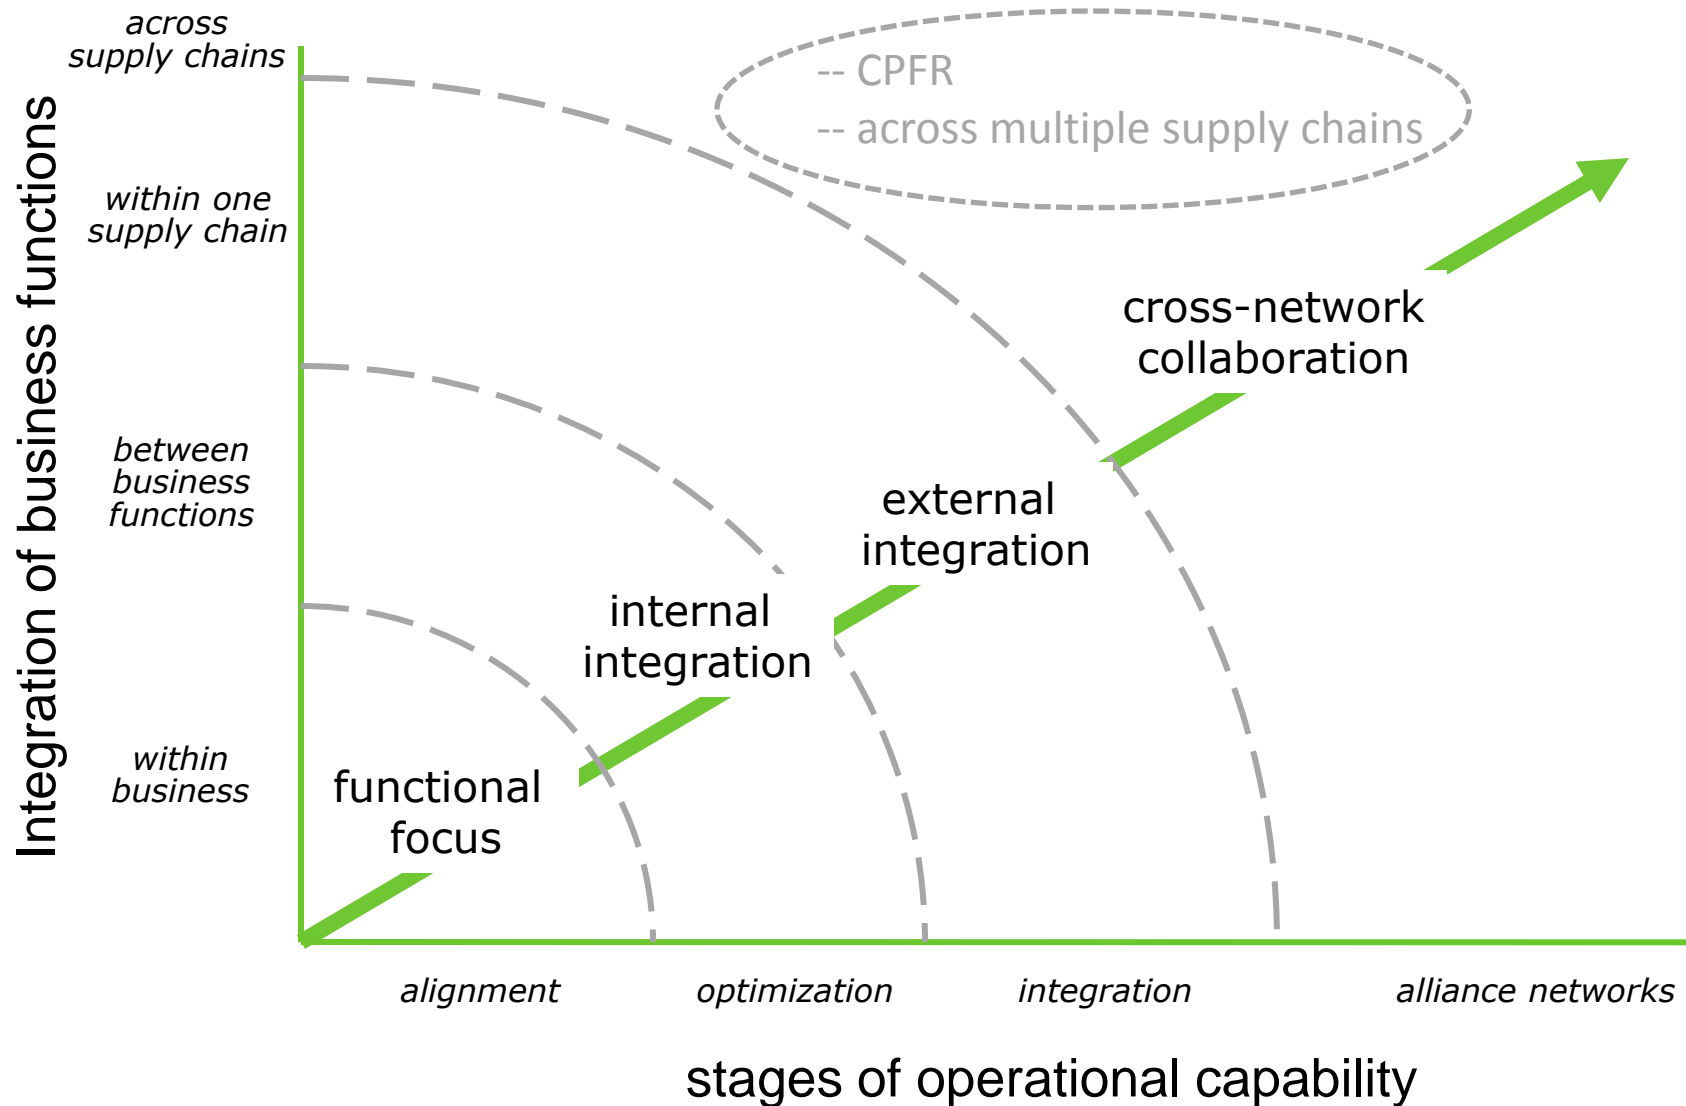 across
supply chains
-- CPFR
-- across multiple supply chains
within one
supply chain
Integration of business functions
cross-network
collaboration
between
business
functions
external
integration
internal
integration
within
business
functional
focus
alignment
optimization
integration
alliance networks
stages of operational capability